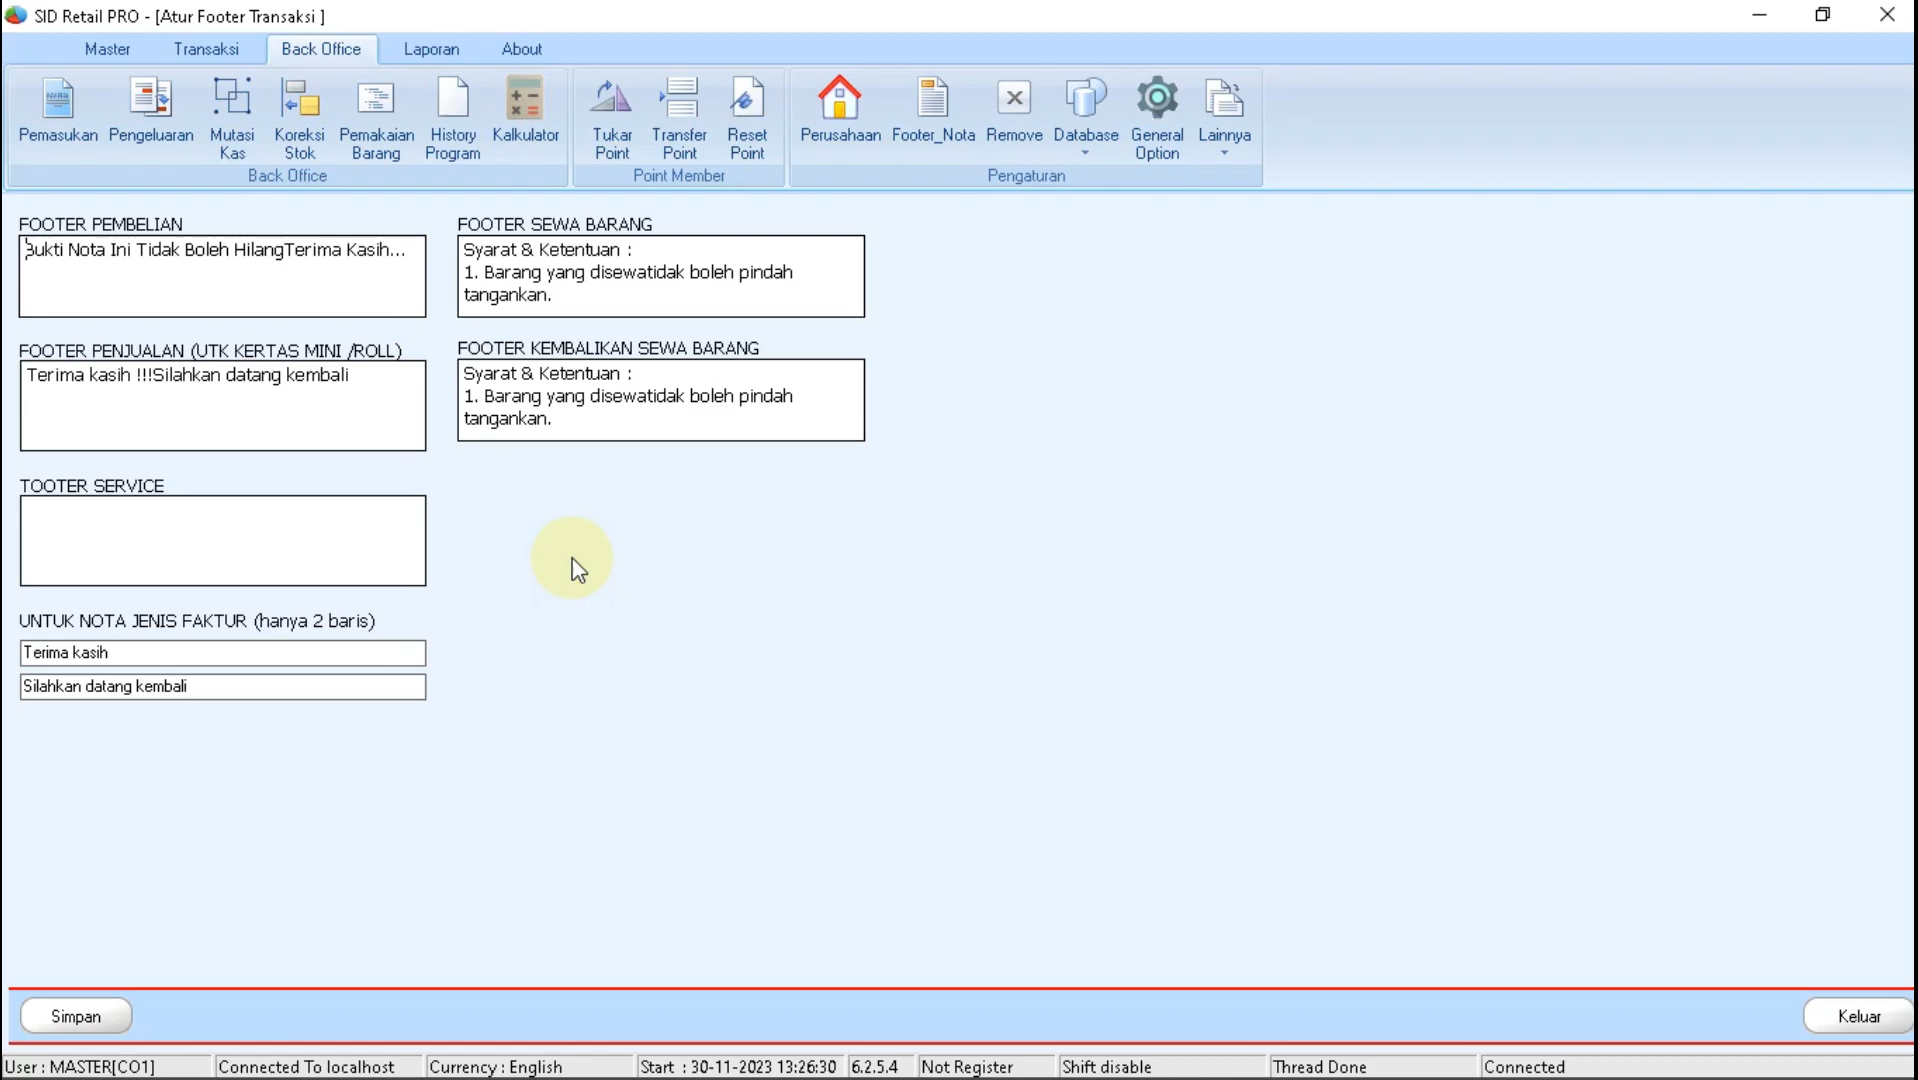 SID Retail PRO - [Atur Footer Transaksi ]
Master Transaksi Back Office Laporan About
Pemasukan
Pengeluaran
Mutasi
Kas
Koreksi
Stok
Pemakaian
Barang
History
Program
Kalkulator
Back Office
Tukar
Point
Transfer
Point
Reset
Point
Point Member
Perusahaan
Footer_Nota
Remove
Database
General
Option
Lainnya
Pengaturan
FOOTER PEMBELIAN
Bukti Nota Ini Tidak Boleh HilangTerima Kasih...
FOOTER PENJUALAN (UTK KERTAS MINI /ROLL)
Terima kasih !!!Silahkan datang kembali
TOOTER SERVICE
UNTUK NOTA JENIS FAKTUR (hanya 2 baris)
Terima kasih
Silahkan datang kembali
FOOTER SEWA BARANG
Syarat & Ketentuan :
1. Barang yang disewatidak boleh pindah
tangankan.
FOOTER KEMBALIKAN SEWA BARANG
Syarat & Ketentuan :
1. Barang yang disewatidak boleh pindah
tangankan.
Simpan
Keluar
User : MASTER[CO1] Connected To localhost Currency : English Start : 30-11-2023 13:26:30 6.2.5.4 Not Register Shift disable Thread Done Connected